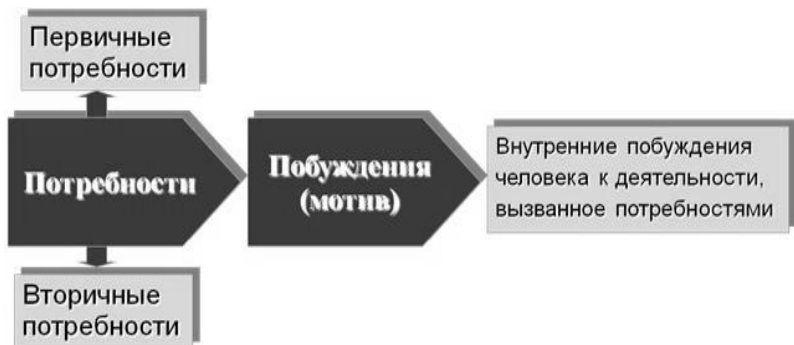 Первичные
потребности
Потребности
Побуждения
(мотив)
Внутренние побуждения
человека к деятельности,
вызванное потребностями
Вторичные
потребности